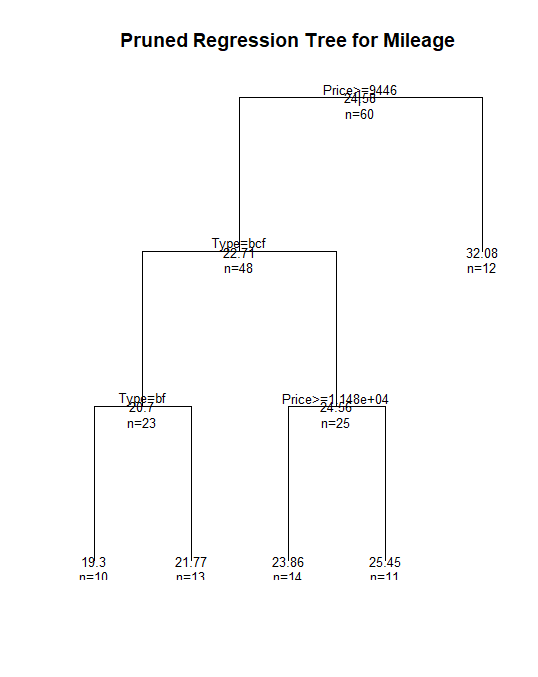 Pruned Regression Tree for Mileage
Price>=9446
24.58
n=60
Type=bcf
22.71
n=48
32.08
n=12
Type=bf
20.7
n=23
Price>=1.148e+04
24.56
n=25
19.3
n=10
21.77
n=13
23.86
n=14
25.45
n=11